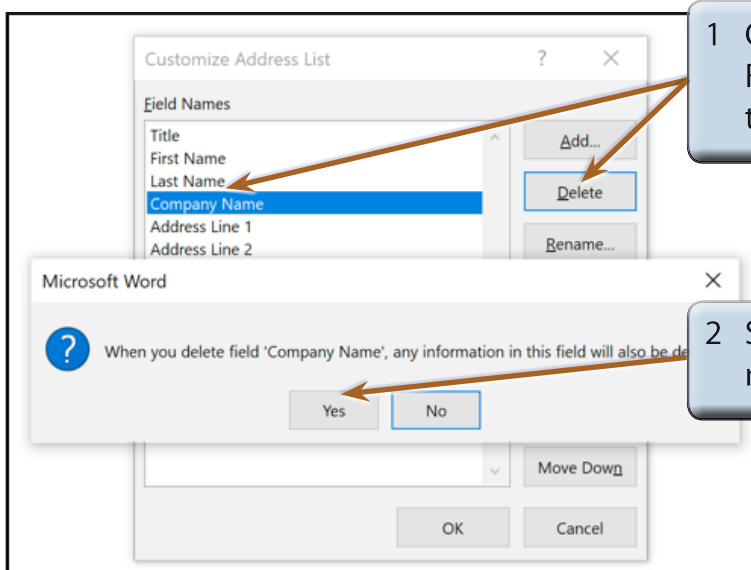 Customize Address List ?
Field Names
Title
First Name
Last Name
Company Name
Address Line 1
Address Line 2
Add...
Delete
Rename...
1
Microsoft Word
?
When you delete field 'Company Name', any information in this field will also be
Yes No
2
Move Down
OK Cancel